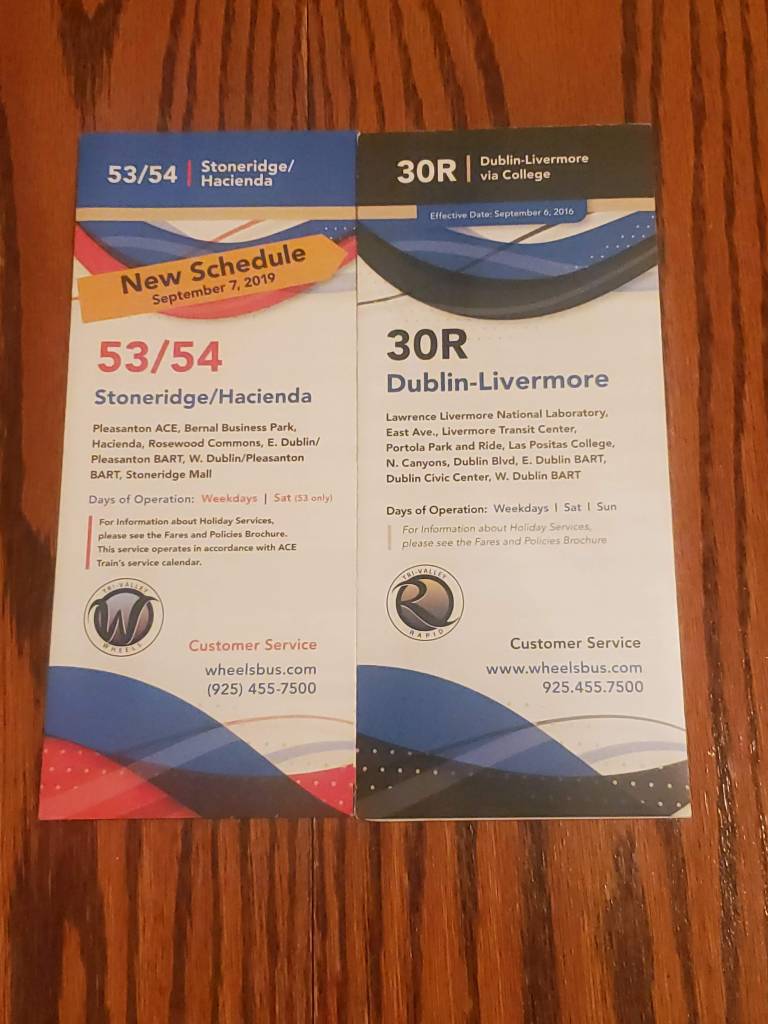 53/54 | Stoneridge/
Hacienda
New Schedule
September 7, 2019
53/54
Stoneridge/Hacienda
Pleasanton ACE, Bernal Business Park,
Hacienda, Rosewood Commons, E. Dublin/
Pleasanton BART, W. Dublin/Pleasanton
BART, Stoneridge Mall
Days of Operation: Weekdays | Sat (53 only)
For Information about Holiday Services,
please see the Fares and Policies Brochure.
This service operates in accordance with ACE
Train's service calendar.
TRI-VALLEY
W
WHEELS
Customer Service
wheelsbus.com
(925) 455-7500
30R | Dublin-Livermore
via College
Effective Date: September 6, 2016
30R
Dublin-Livermore
Lawrence Livermore National Laboratory,
East Ave., Livermore Transit Center,
Portola Park and Ride, Las Positas College,
N. Canyons, Dublin Blvd, E. Dublin BART,
Dublin Civic Center, W. Dublin BART
Days of Operation: Weekdays | Sat | Sun
For Information about Holiday Services,
please see the Fares and Policies Brochure
TRI-VALLEY
R
RAPID
Customer Service
www.wheelsbus.com
925.455.7500